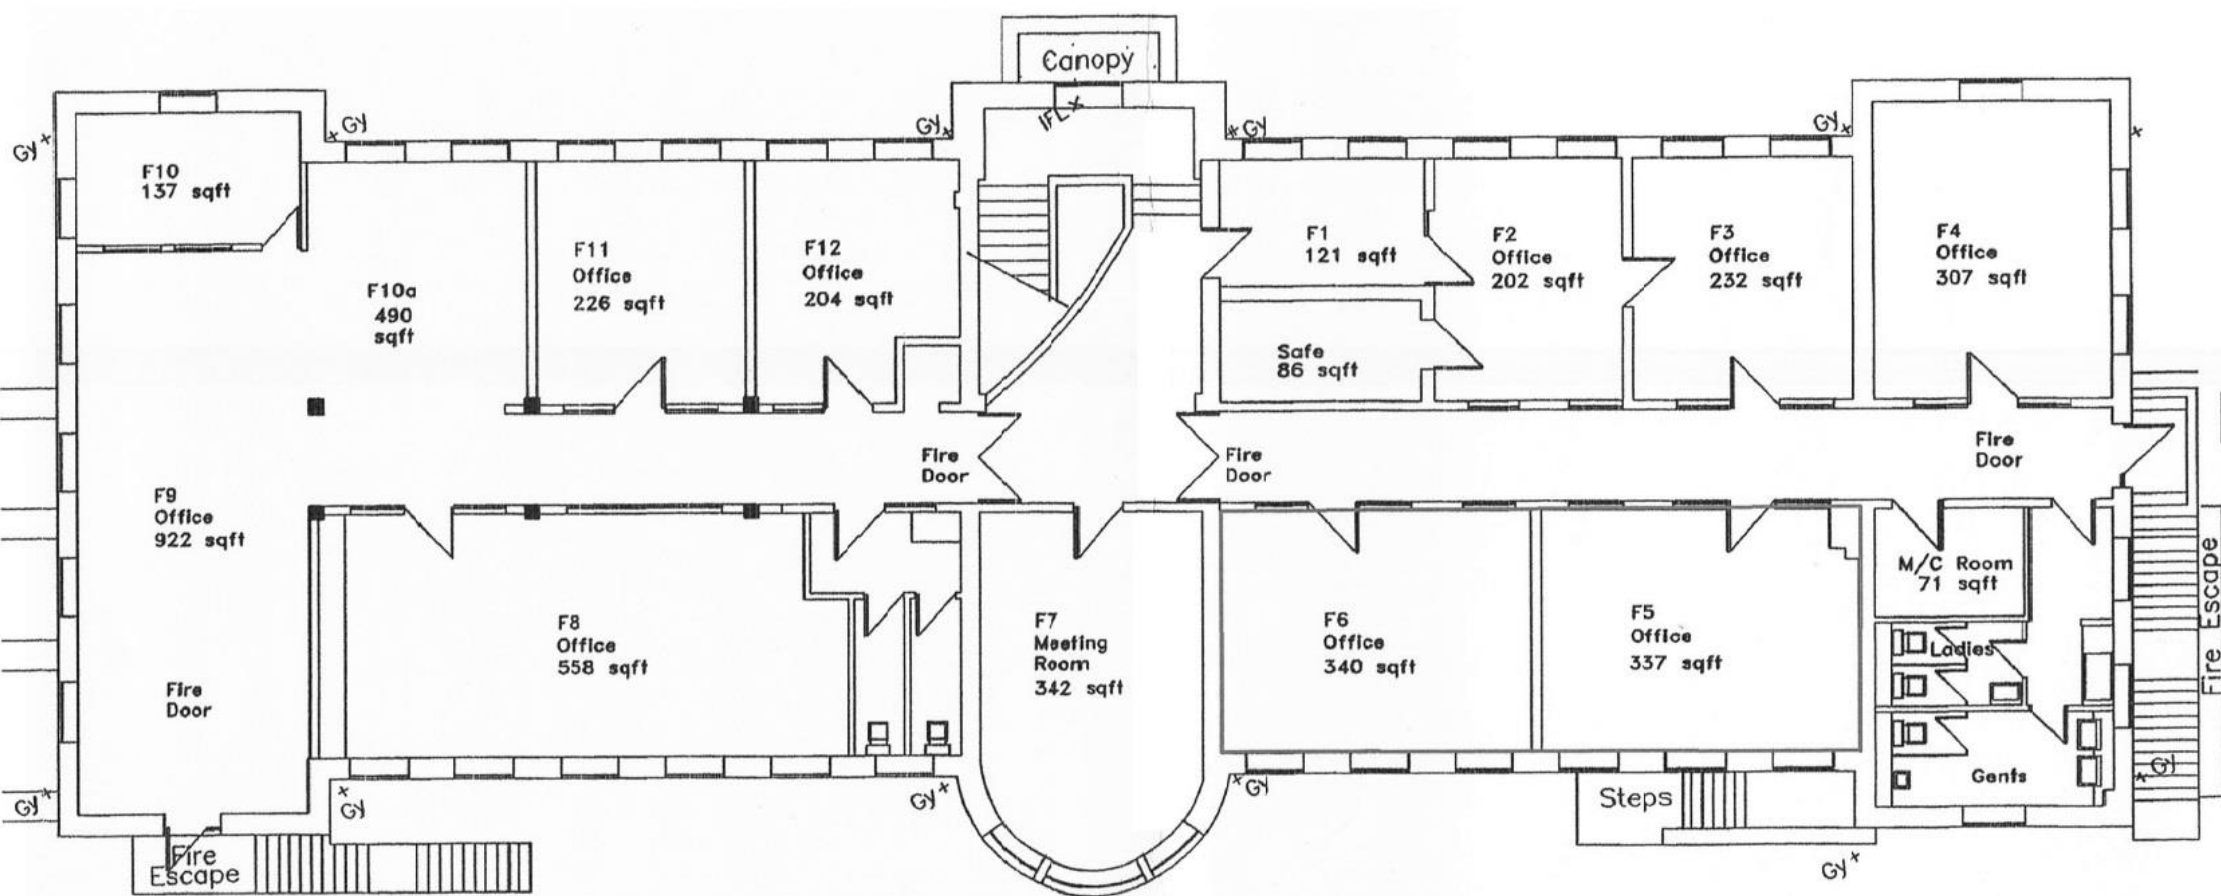 Canopy
IFL x
Gy x
x Gy
Gy x
x Gy
Gy x
x
F10
137 sqft
F10a
490
sqft
F11
Office
226 sqft
F12
Office
204 sqft
F1
121 sqft
F2
Office
202 sqft
F3
Office
232 sqft
F4
Office
307 sqft
Safe
86 sqft
Fire
Door
Fire
Door
Fire
Door
F9
Office
922 sqft
Fire
Door
F8
Office
558 sqft
F7
Meeting
Room
342 sqft
F6
Office
340 sqft
F5
Office
337 sqft
M/C Room
71 sqft
Ladies
Gents
Fire Escape
Gy x
x Gy
Gy x
x Gy
Steps
x Gy
Gy x
Fire
Escape